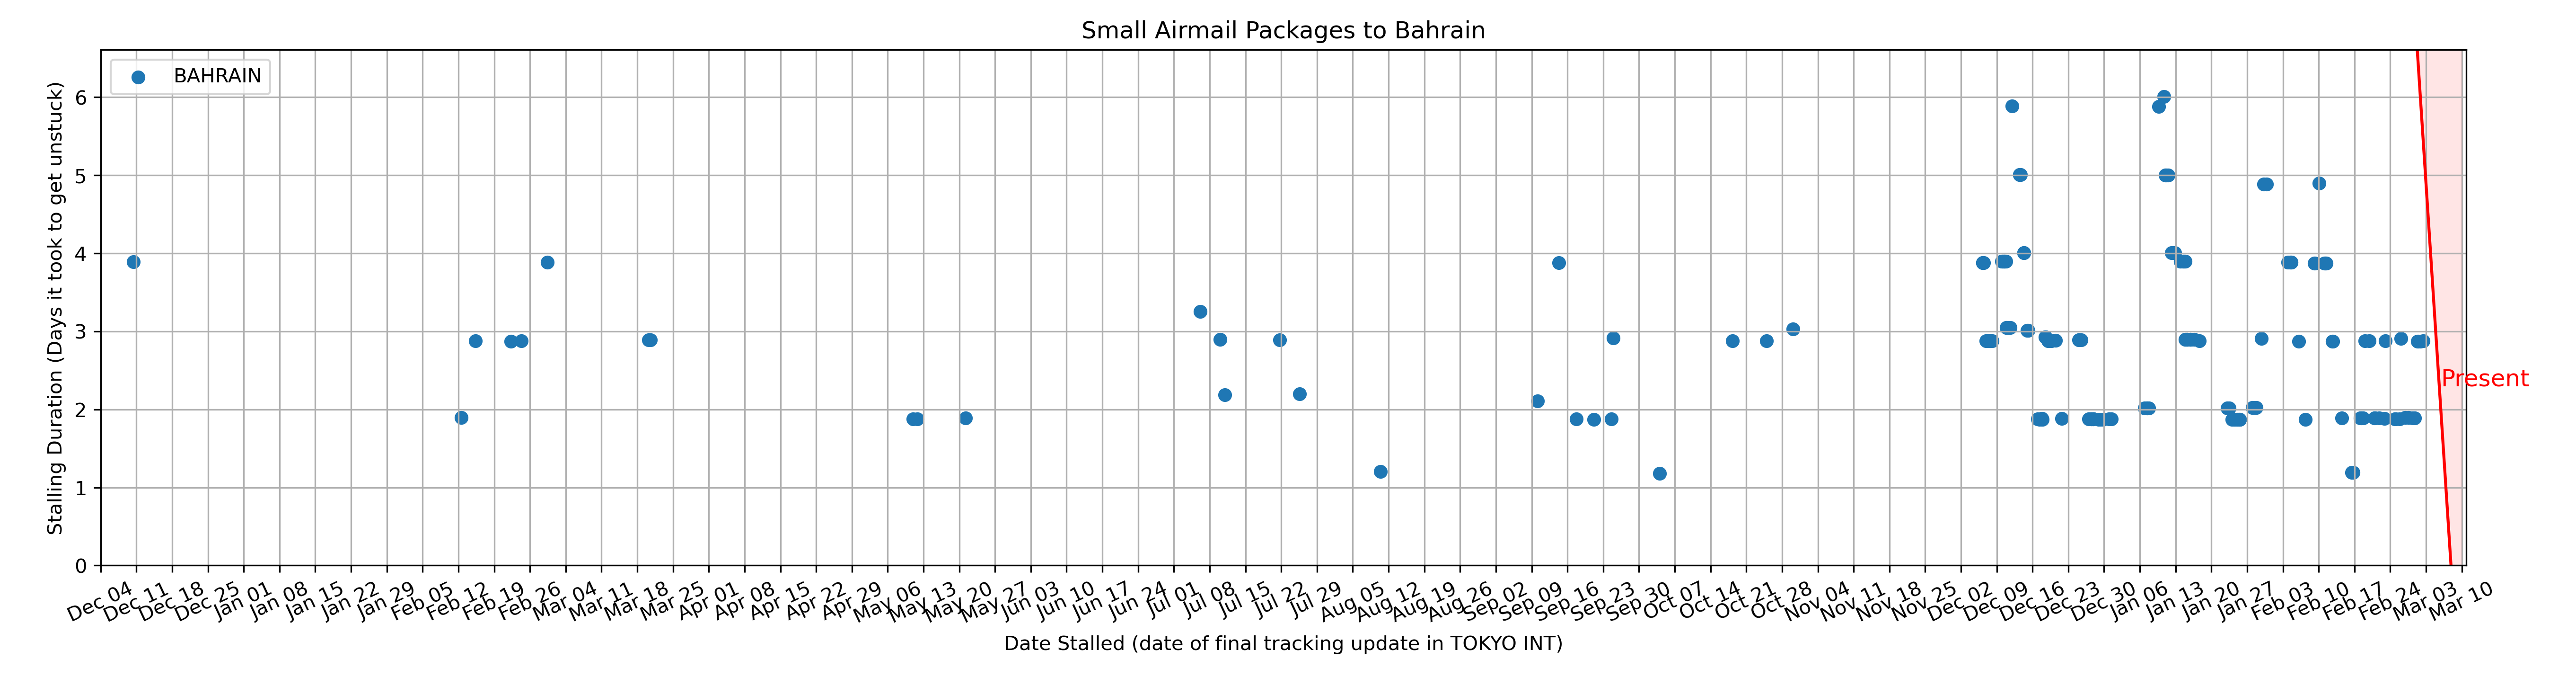 Small Airmail Packages to Bahrain
BAHRAIN
Stalling Duration (Days it took to get unstuck)
6
5
4
3
2
1
0
Present
Dec 04 Dec 11 Dec 18 Dec 25 Jan 01 Jan 08 Jan 15 Jan 22 Jan 29 Feb 05 Feb 12 Feb 19 Feb 26 Mar 04 Mar 11 Mar 18 Mar 25 Apr 01 Apr 08 Apr 15 Apr 22 Apr 29 May 06 May 13 May 20 May 27 Jun 03 Jun 10 Jun 17 Jun 24 Jul 01 Jul 08 Jul 15 Jul 22 Jul 29 Aug 05 Aug 12 Aug 19 Aug 26 Sep 02 Sep 09 Sep 16 Sep 23 Sep 30 Oct 07 Oct 14 Oct 21 Oct 28 Nov 04 Nov 11 Nov 18 Nov 25 Dec 02 Dec 09 Dec 16 Dec 23 Dec 30 Jan 06 Jan 13 Jan 20 Jan 27 Feb 03 Feb 10 Feb 17 Feb 24 Mar 03 Mar 10
Date Stalled (date of final tracking update in TOKYO INT)